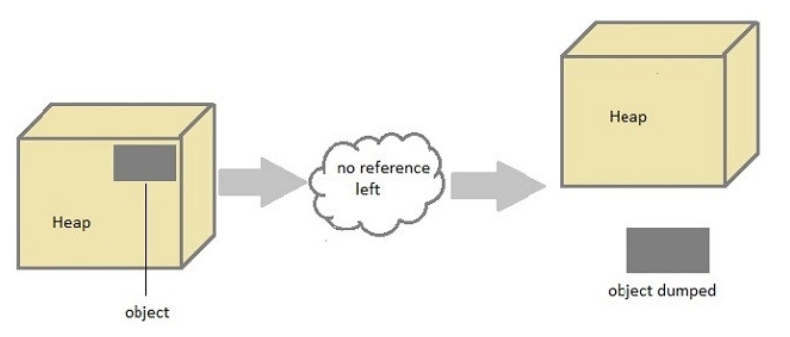 Heap
object
no reference
left
Heap
object dumped